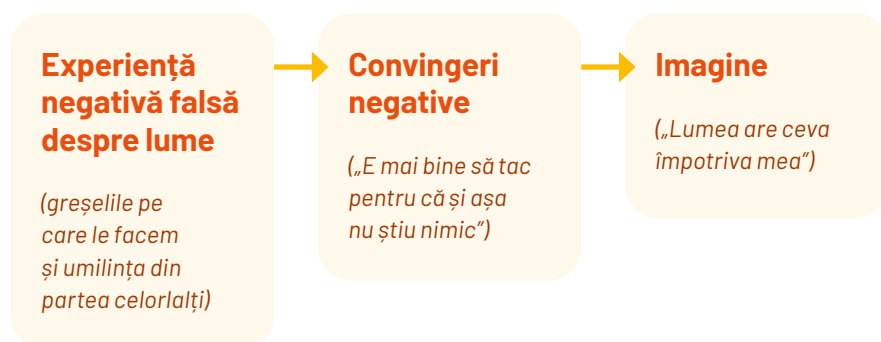 Experiență
negativă falsă
despre lume
(greșelile pe
care le facem
și umilința din
partea celorlalți)
Convingeri
negative
(„E mai bine să tac
pentru că și așa
nu știu nimic”)
Imagine
(„Lumea are ceva
împotriva mea”)